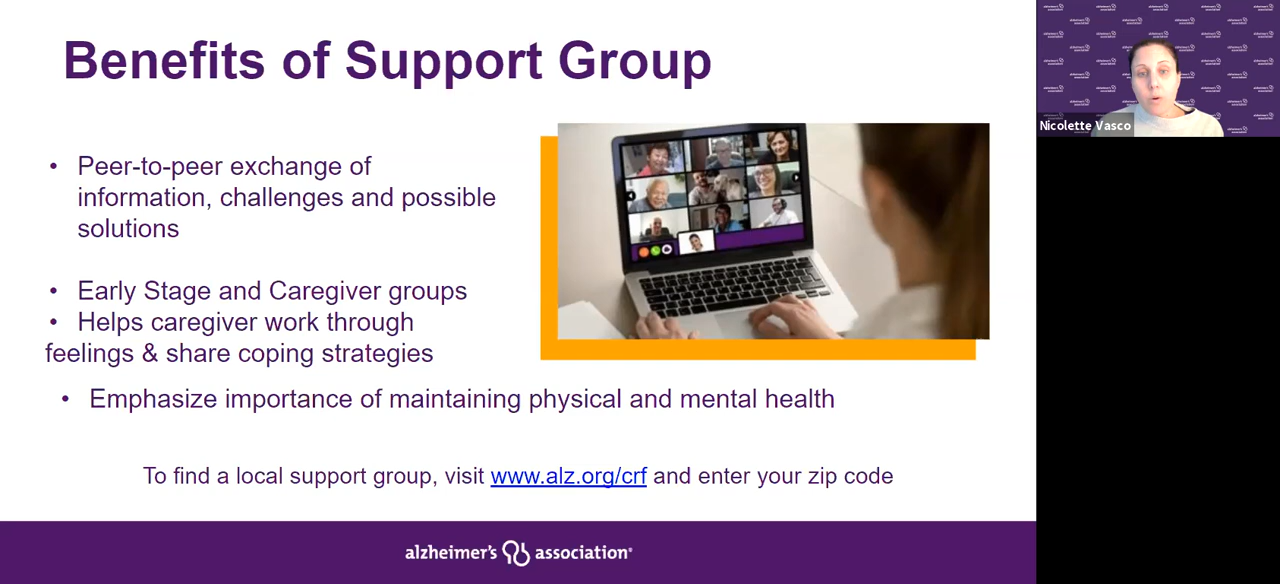 Benefits of Support Group
• Peer-to-peer exchange of
information, challenges and possible
solutions
• Early Stage and Caregiver groups
• Helps caregiver work through
feelings & share coping strategies
• Emphasize importance of maintaining physical and mental health
To find a local support group, visit www.alz.org/crf and enter your zip code
alzheimer's association®
Nicolette Vasco